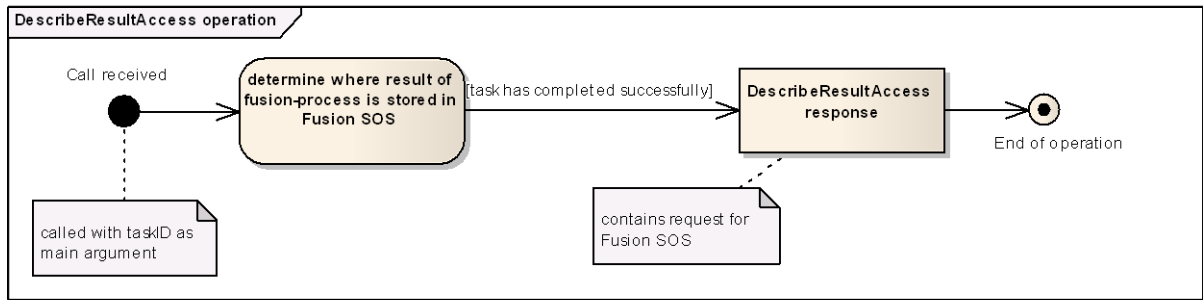 DescribeResultAccess operation
Call received
determine where result of
fusion-process is stored in
Fusion SOS
[task has completed successfully]
DescribeResultAccess
response
End of operation
called with taskID as
main argument
contains request for
Fusion SOS